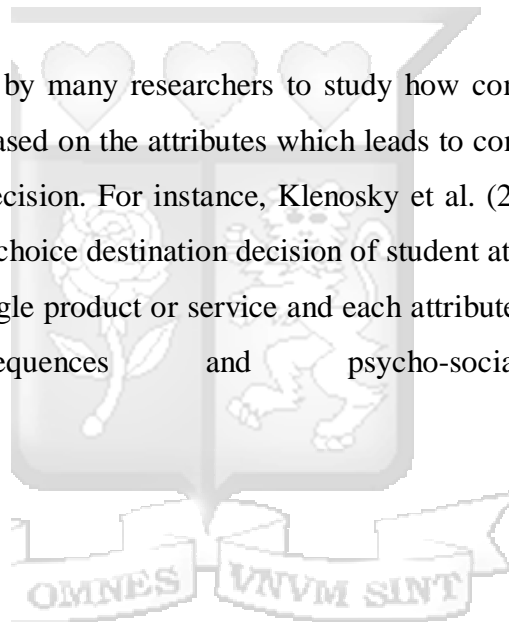 by many researchers to study how cor
ased on the attributes which leads to cor
ecision. For instance, Klenosky et al. (2
choice destination decision of student at
gle product or service and each attribute
equences and psycho-socia
OMNES VNVM SINT